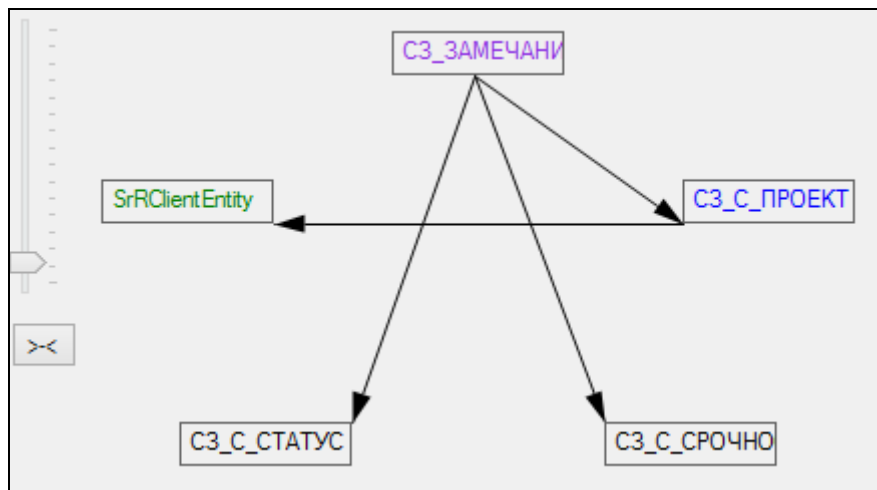 СЗ_ЗАМЕЧАНИ
SrRClientEntity
СЗ_С_ПРОЕКТ
>-<
СЗ_С_СТАТУС
СЗ_С_СРОЧНО